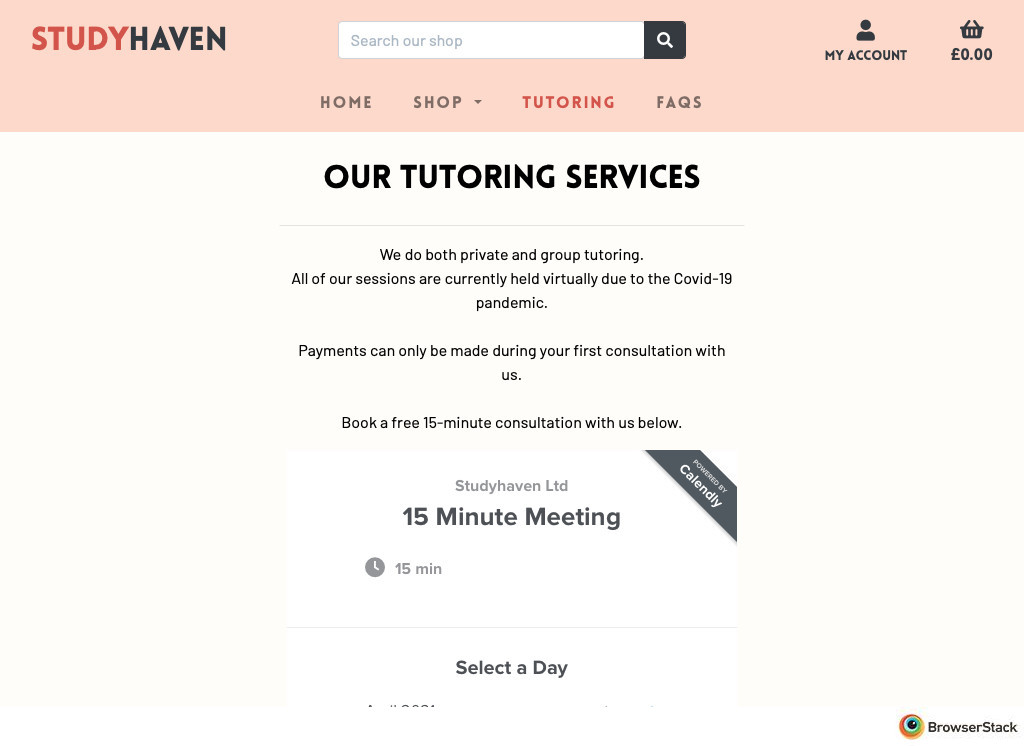 STUDYHAVEN
Search our shop
MY ACCOUNT
£0.00
HOME
SHOP
TUTORING
FAQS
OUR TUTORING SERVICES
We do both private and group tutoring.
All of our sessions are currently held virtually due to the Covid-19
pandemic.
Payments can only be made during your first consultation with
us.
Book a free 15-minute consultation with us below.
POWERED BY
Calendly
Studyhaven Ltd
15 Minute Meeting
15 min
Select a Day
April 2021
BrowserStack